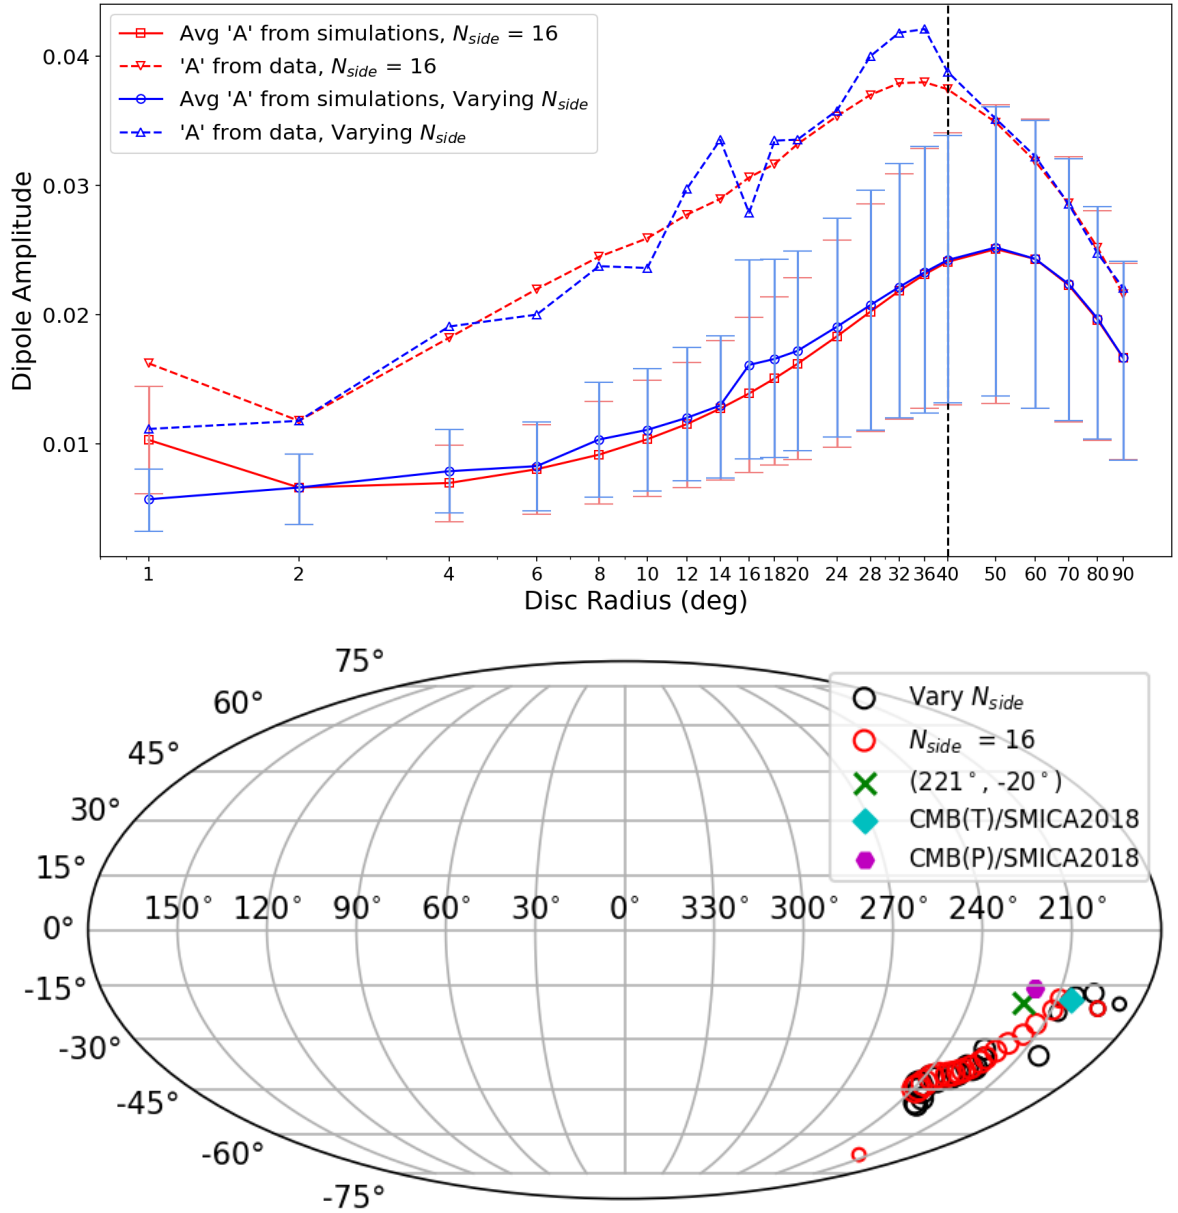 Avg 'A' from simulations, N_side = 16
'A' from data, N_side = 16
Avg 'A' from simulations, Varying N_side
'A' from data, Varying N_side
0.04
0.03
0.02
0.01
Dipole Amplitude
1 2 4 6 8 10 12 14 16 18 20 24 28 32 36 40 50 60 70 80 90
Disc Radius (deg)
75°
60°
45°
30°
15°
0°
-15°
-30°
-45°
-60°
-75°
150° 120° 90° 60° 30° 0° 330° 300° 270° 240° 210°
Vary N_side
N_side = 16
(221°, -20°)
CMB(T)/SMICA2018
CMB(P)/SMICA2018